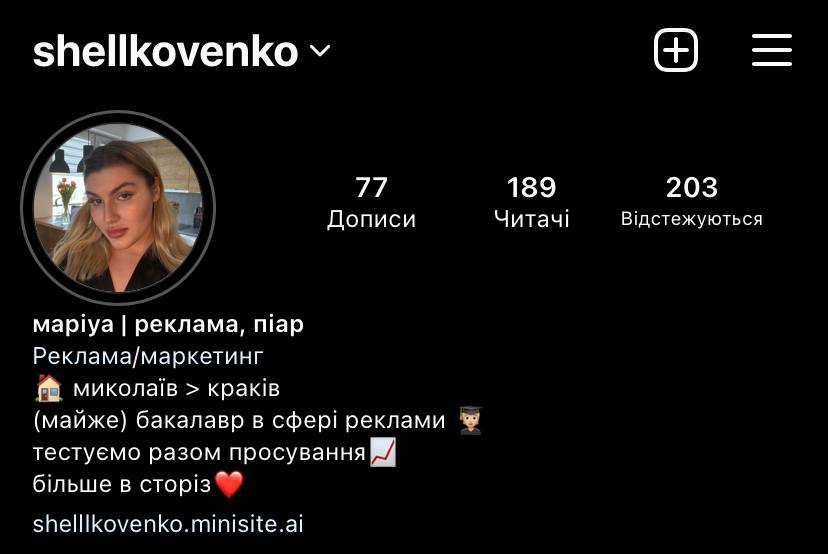 shellkovenko
77
Дописи
189
Читачі
203
Відстежуються
маріya | реклама, піар
Реклама/маркетинг
🏠 миколаїв > краків
(майже) бакалавр в сфері реклами 👨🏼‍🎓
тестуємо разом просування📈
більше в сторіз❤️
shelllkovenko.minisite.ai